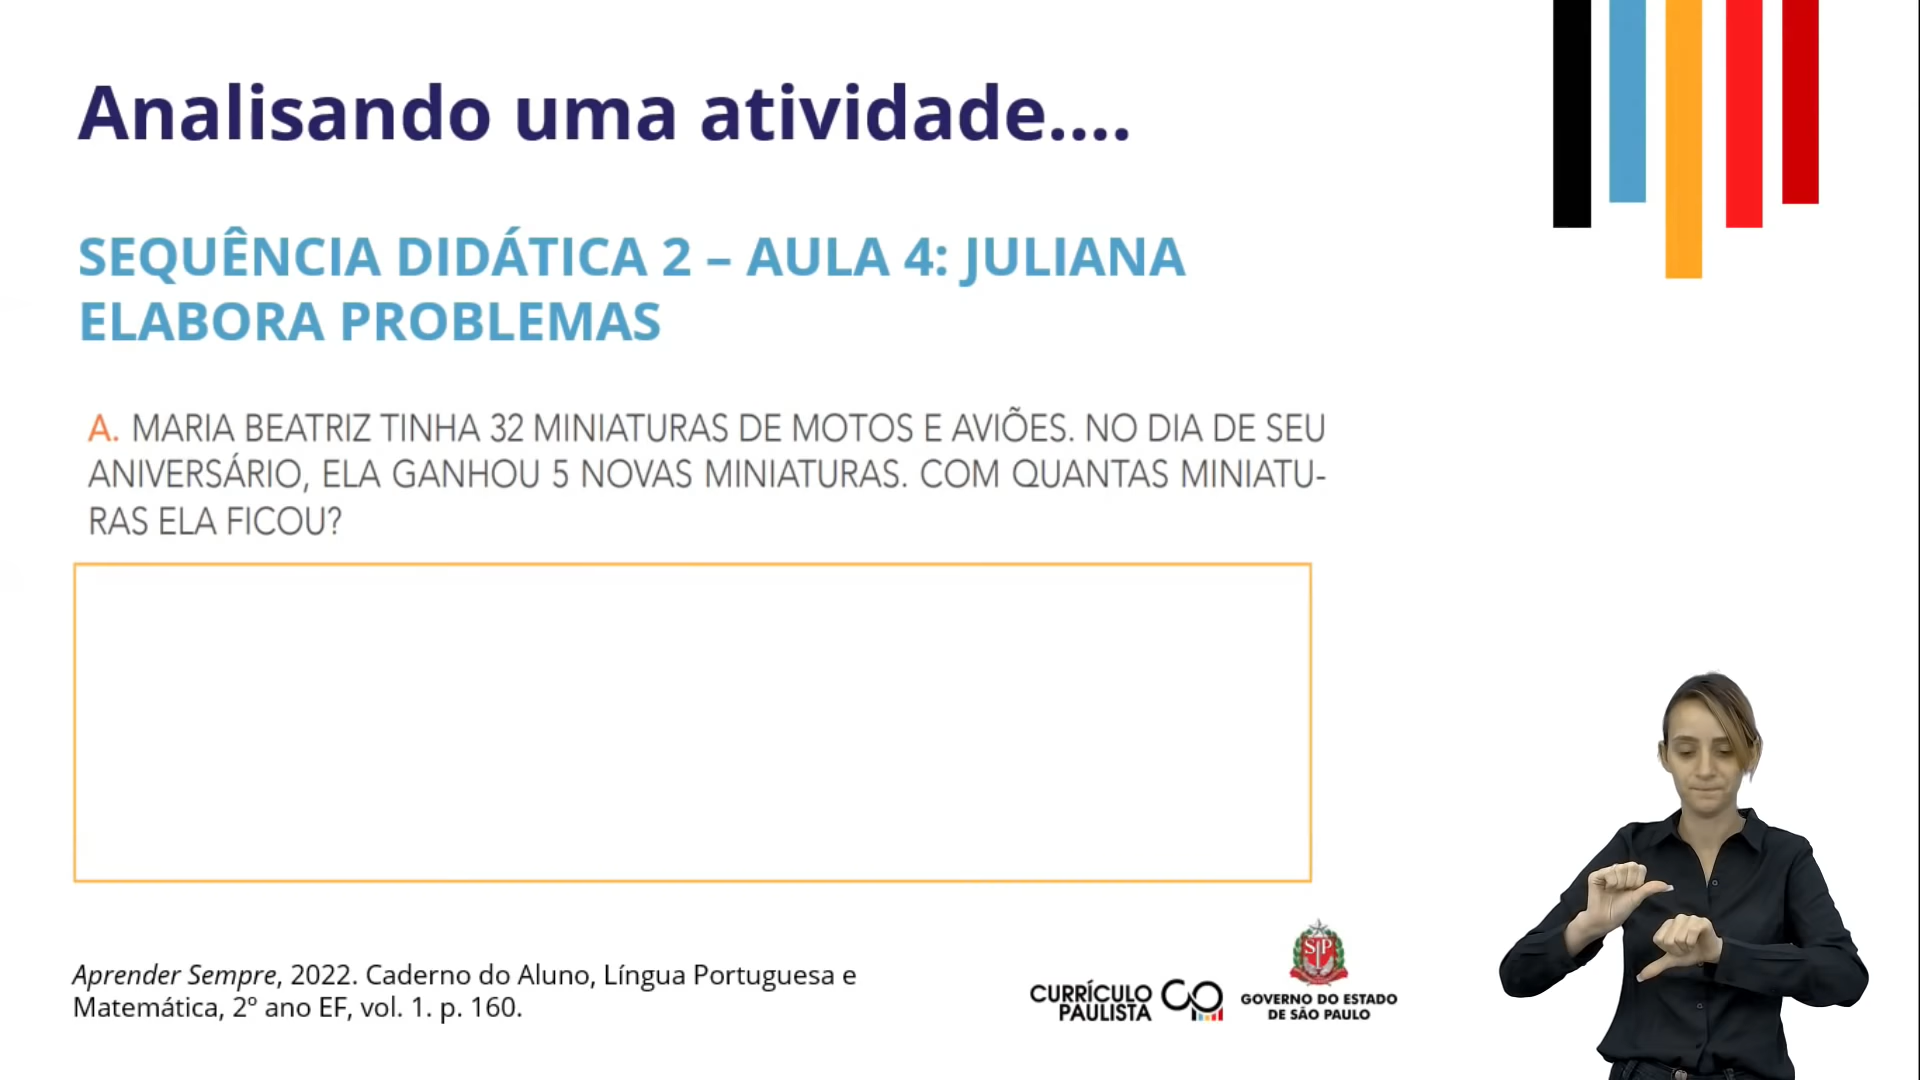 Analisando uma atividade....
SEQUÊNCIA DIDÁTICA 2 – AULA 4: JULIANA
ELABORA PROBLEMAS
A. MARIA BEATRIZ TINHA 32 MINIATURAS DE MOTOS E AVIÕES. NO DIA DE SEU
ANIVERSÁRIO, ELA GANHOU 5 NOVAS MINIATURAS. COM QUANTAS MINIATU-
RAS ELA FICOU?
Aprender Sempre, 2022. Caderno do Aluno, Língua Portuguesa e
Matemática, 2º ano EF, vol. 1. p. 160.
CURRÍCULO
PAULISTA
SP
GOVERNO DO ESTADO
DE SÃO PAULO